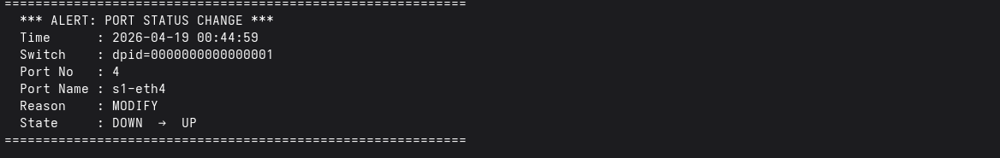 ============================================================
*** ALERT: PORT STATUS CHANGE ***
Time      : 2026-04-19 00:44:59
Switch    : dpid=0000000000000001
Port No   : 4
Port Name : s1-eth4
Reason    : MODIFY
State     : DOWN  →  UP
============================================================